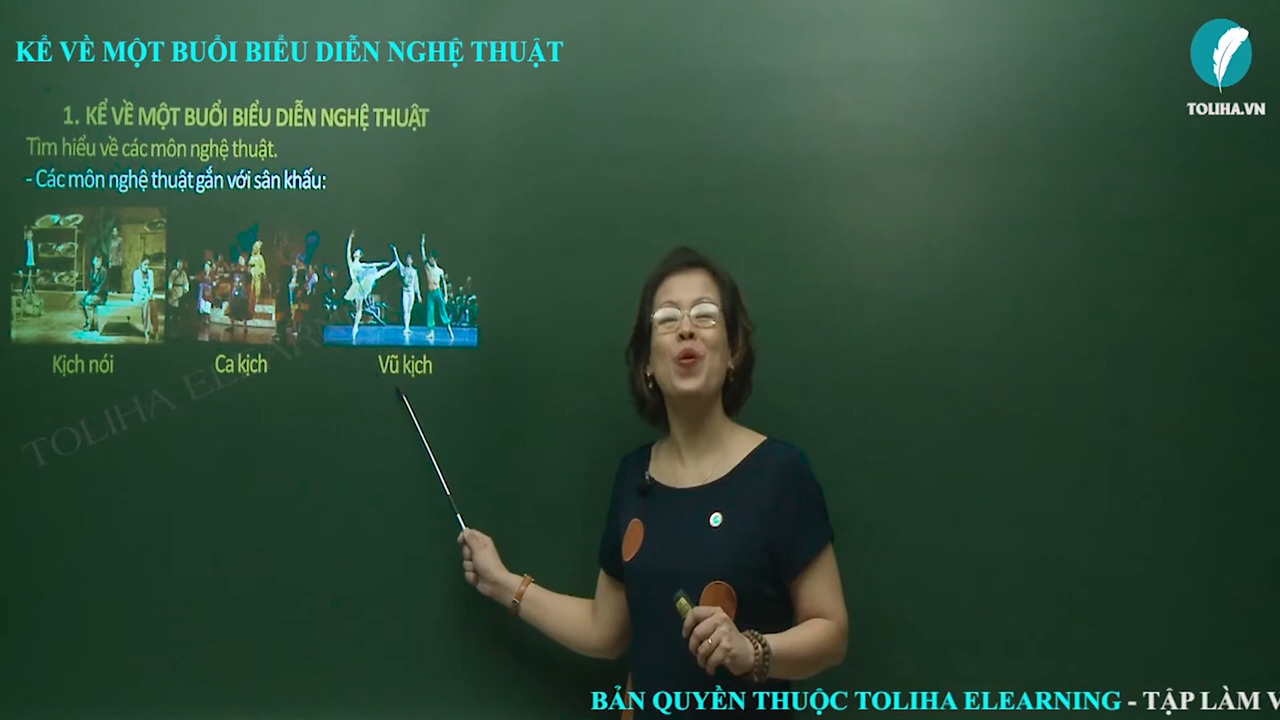 KỂ VỀ MỘT BUỔI BIỂU DIỄN NGHỆ THUẬT
TOLIHA.VN
1. KỂ VỀ MỘT BUỔI BIỂU DIỄN NGHỆ THUẬT
Tìm hiểu về các môn nghệ thuật.
- Các môn nghệ thuật gắn với sân khấu:
Kịch nói
Ca kịch
Vũ kịch
TOLIHA ELEAR
BẢN QUYỀN THUỘC TOLIHA ELEARNING - TẬP LÀM V